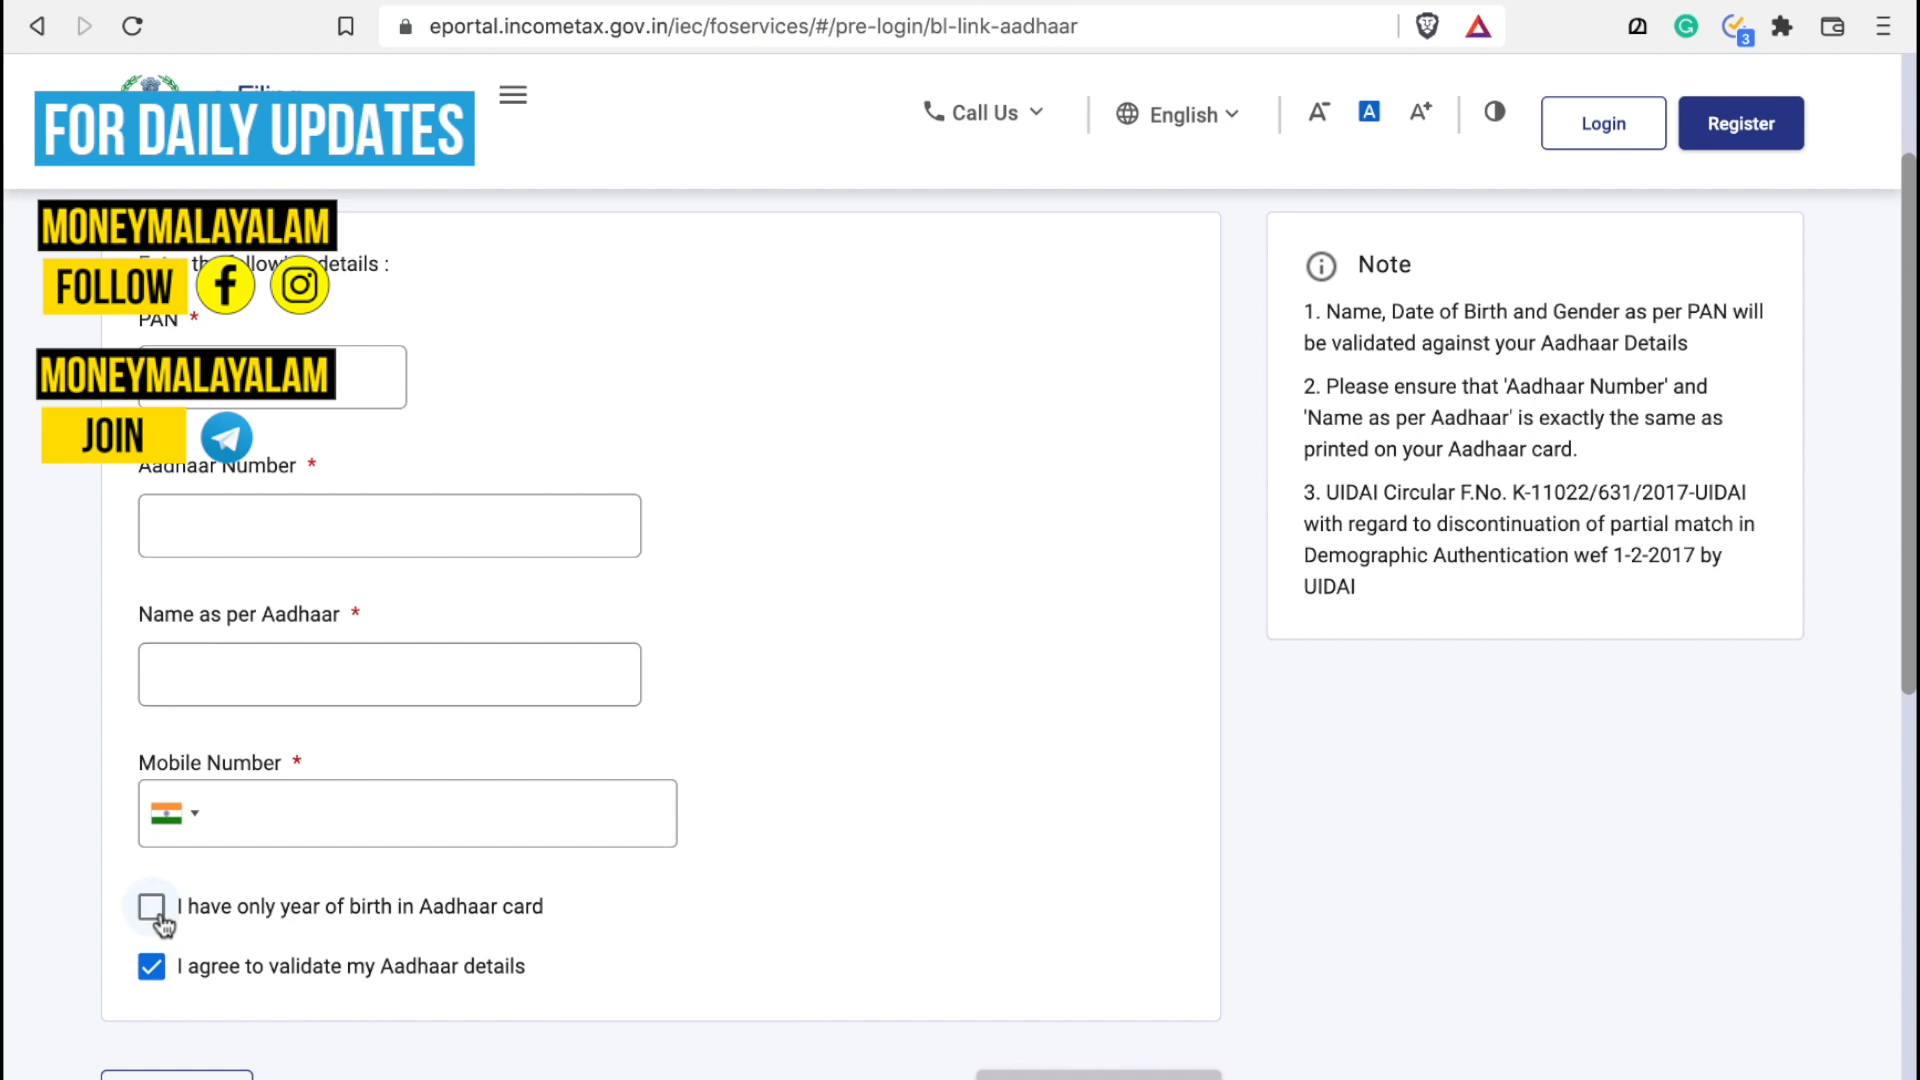 eportal.incometax.gov.in/iec/foservices/#/pre-login/bl-link-aadhaar
3
FOR DAILY UPDATES
Call Us
English
A-
A
A+
Login
Register
MONEYMALAYALAM
details :
FOLLOW
PAN *
MONEYMALAYALAM
JOIN
Aadhaar Number *
Name as per Aadhaar *
Mobile Number *
I have only year of birth in Aadhaar card
I agree to validate my Aadhaar details
Note
1. Name, Date of Birth and Gender as per PAN will
be validated against your Aadhaar Details
2. Please ensure that 'Aadhaar Number' and
'Name as per Aadhaar' is exactly the same as
printed on your Aadhaar card.
3. UIDAI Circular F.No. K-11022/631/2017-UIDAI
with regard to discontinuation of partial match in
Demographic Authentication wef 1-2-2017 by
UIDAI